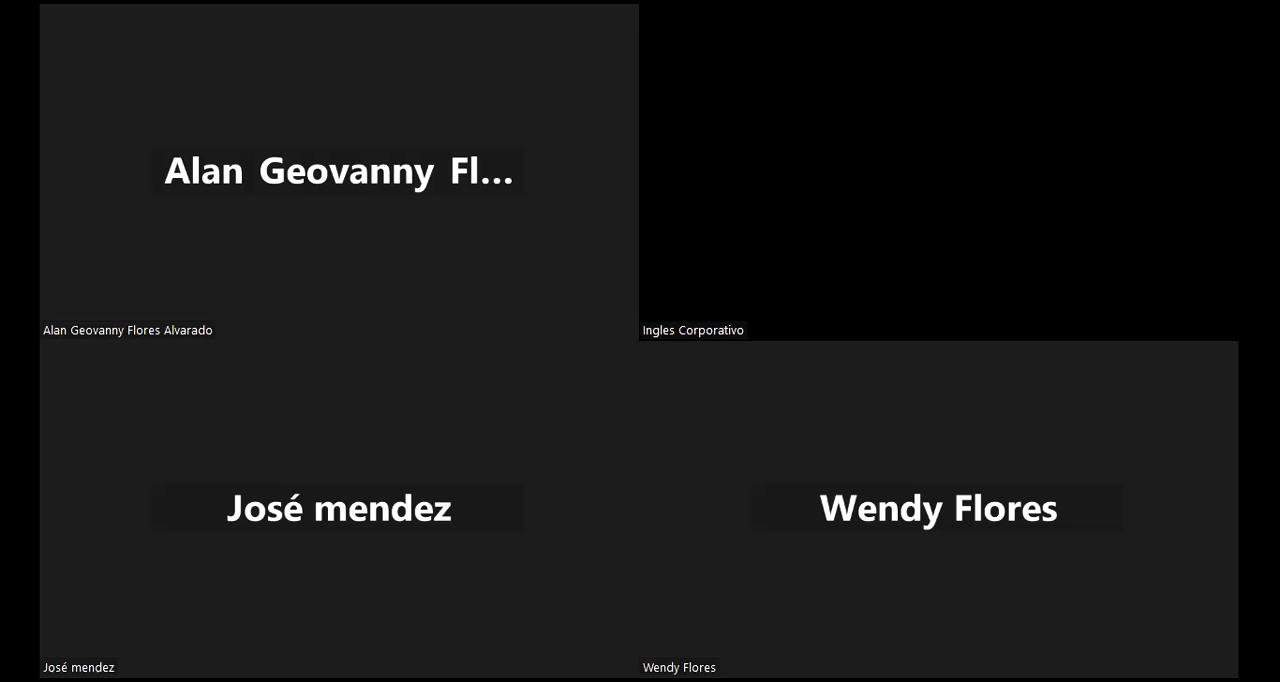 Alan Geovanny Fl...
Alan Geovanny Flores Alvarado
Ingles Corporativo
José mendez
José mendez
Wendy Flores
Wendy Flores